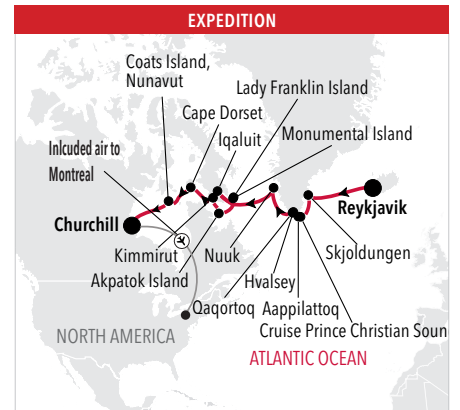 EXPEDITION
Coats Island,
Nunavut
Lady Franklin Island
Cape Dorset
Iqaluit
Monumental Island
Inlcuded air to
Montreal
Churchill
Reykjavik
Kimmirut
Nuuk
Skjoldungen
Akpatok Island
Hvalsey
Qaqortoq
Aappilattoq
Cruise Prince Christian Soun
NORTH AMERICA
ATLANTIC OCEAN